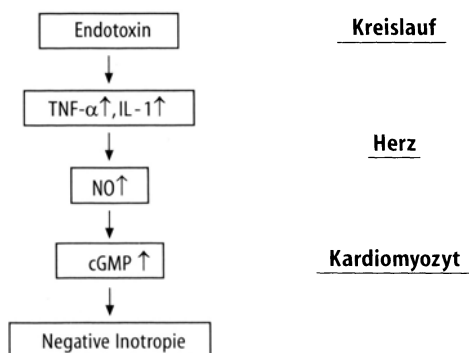 Endotoxin
Kreislauf
TNF-α↑, IL-1↑
Herz
NO↑
cGMP ↑
Kardiomyozyt
Negative Inotropie